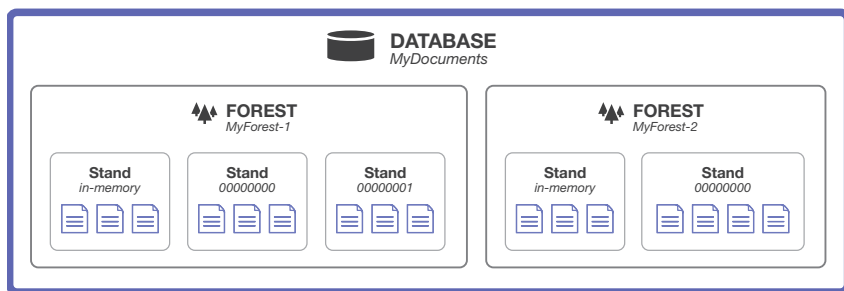 DATABASE
MyDocuments
FOREST
MyForest-1
Stand
in-memory
Stand
00000000
Stand
00000001
FOREST
MyForest-2
Stand
in-memory
Stand
00000000